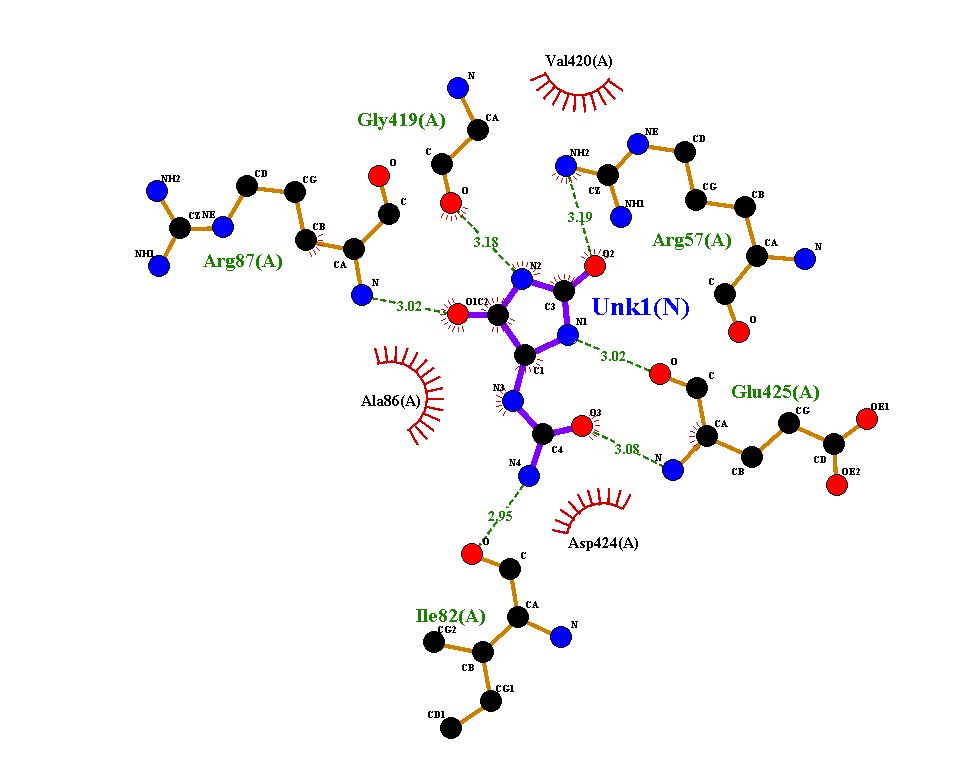 Val420(A)
N
Gly419(A)
CA
C
O
NH2
CZ
NE
CD
NH1
CG
CB
Arg57(A)
CA
N
C
O
3.19
O
C
NH2
CD
CG
CZ
NE
NH1
CB
Arg87(A)
CA
N
3.18
3.02
N2
O2
O1
C2
C3
Unk1(N)
N1
C1
3.02
O
C
Glu425(A)
Ala86(A)
N3
O3
C4
3.08
N4
CA
N
CB
CG
CD
OE1
OE2
2.95
Asp424(A)
O
C
Ile82(A)
CA
CG2
N
CB
CG1
CD1